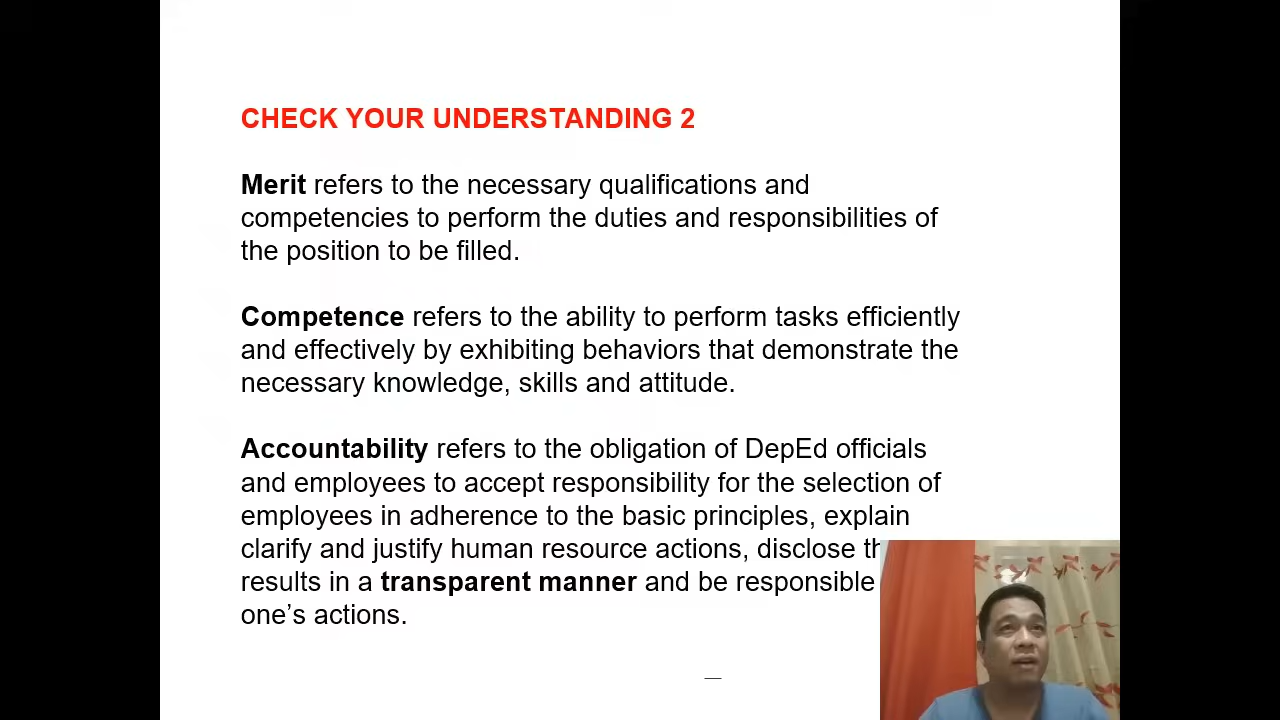 CHECK YOUR UNDERSTANDING 2
Merit refers to the necessary qualifications and
competencies to perform the duties and responsibilities of
the position to be filled.
Competence refers to the ability to perform tasks efficiently
and effectively by exhibiting behaviors that demonstrate the
necessary knowledge, skills and attitude.
Accountability refers to the obligation of DepEd officials
and employees to accept responsibility for the selection of
employees in adherence to the basic principles, explain
clarify and justify human resource actions, disclose
results in a transparent manner and be responsible
one’s actions.